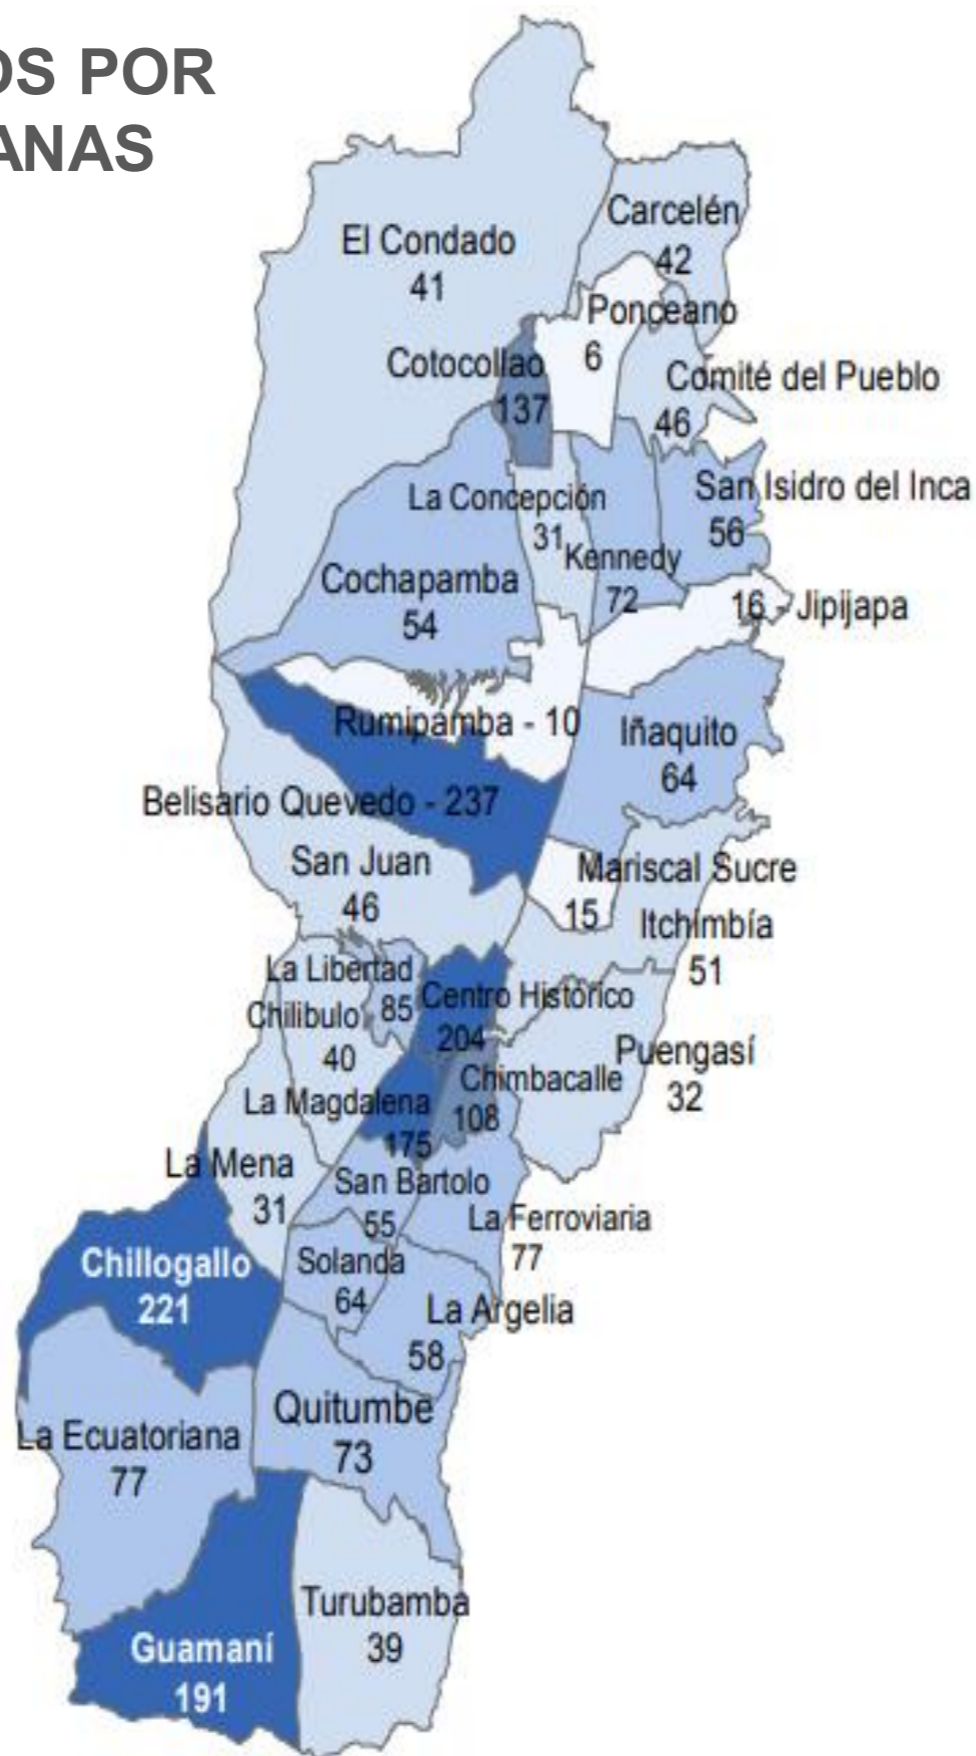 OS POR
ANAS
El Condado
41
Carcelén
42
Ponceano
6
Cotocollao
137
Comité del Pueblo
46
La Concepción
31
San Isidro del Inca
56
Kennedy
72
Cochapamba
54
16 - Jipijapa
Rumipamba - 10
Iñaquito
64
Belisario Quevedo - 237
San Juan
46
Mariscal Sucre
15
Itchimbía
51
La Libertad
85
Centro Histórico
204
Chilibulo
40
Puengasí
32
Chimbacalle
108
La Magdalena
175
La Mena
31
San Bartolo
55
La Ferroviaria
77
Chillogallo
221
Solanda
64
La Argelia
58
Quitumbe
73
La Ecuatoriana
77
Turubamba
39
Guamaní
191